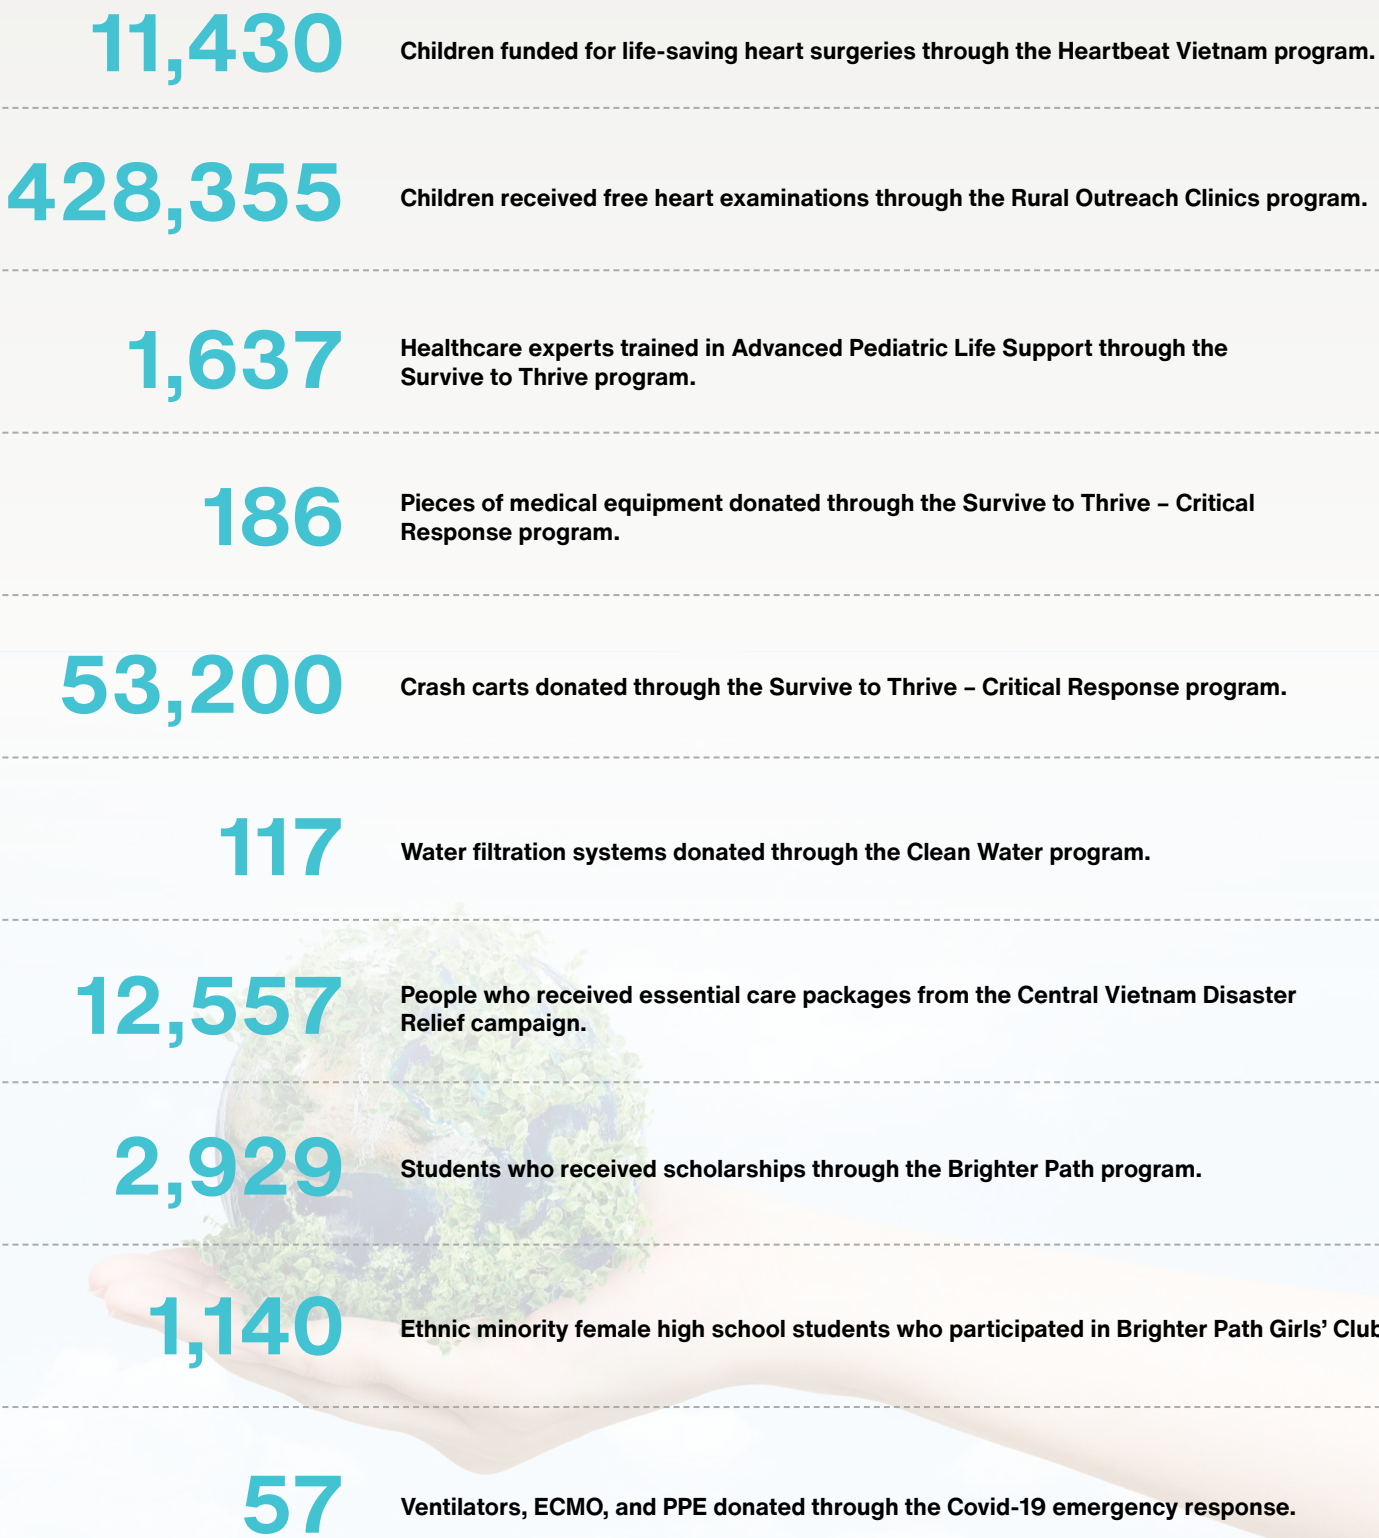 11,430
Children funded for life-saving heart surgeries through the Heartbeat Vietnam program.
428,355
Children received free heart examinations through the Rural Outreach Clinics program.
1,637
Healthcare experts trained in Advanced Pediatric Life Support through the
Survive to Thrive program.
186
Pieces of medical equipment donated through the Survive to Thrive – Critical
Response program.
53,200
Crash carts donated through the Survive to Thrive – Critical Response program.
117
Water filtration systems donated through the Clean Water program.
12,557
People who received essential care packages from the Central Vietnam Disaster
Relief campaign.
2,929
Students who received scholarships through the Brighter Path program.
1,140
Ethnic minority female high school students who participated in Brighter Path Girls’ Club
57
Ventilators, ECMO, and PPE donated through the Covid-19 emergency response.